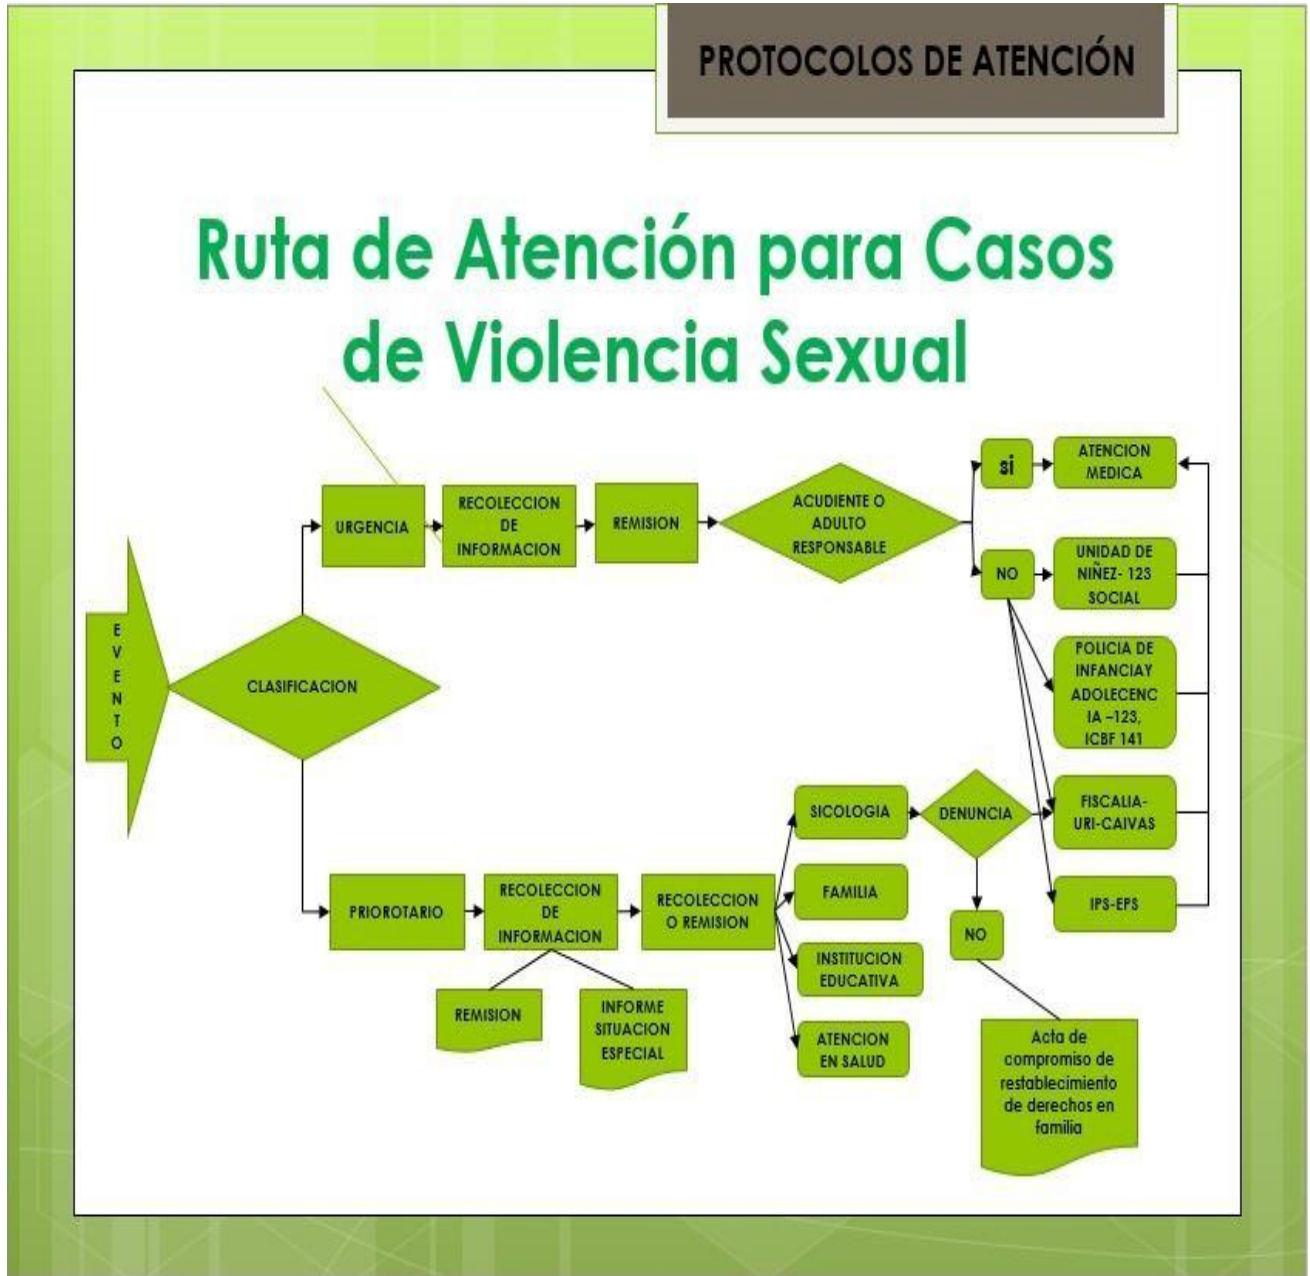 PROTOCOLOS DE ATENCIÓN
Ruta de Atención para Casos
de Violencia Sexual
EVENTO
CLASIFICACION
URGENCIA
RECOLECCION
DE
INFORMACION
REMISION
ACUDIENTE O
ADULTO
RESPONSABLE
si
ATENCION
MEDICA
NO
UNIDAD DE
NIÑEZ- 123
SOCIAL
POLICIA DE
INFANCIAY
ADOLECENC
IA –123,
ICBF 141
FISCALIA-
URI-CAIVAS
IPS-EPS
PRIOROTARIO
RECOLECCION
DE
INFORMACION
REMISION
INFORME
SITUACION
ESPECIAL
RECOLECCION
O REMISION
SICOLOGIA
FAMILIA
INSTITUCION
EDUCATIVA
ATENCION
EN SALUD
DENUNCIA
NO
Acta de
compromiso de
restablecimiento
de derechos en
familia